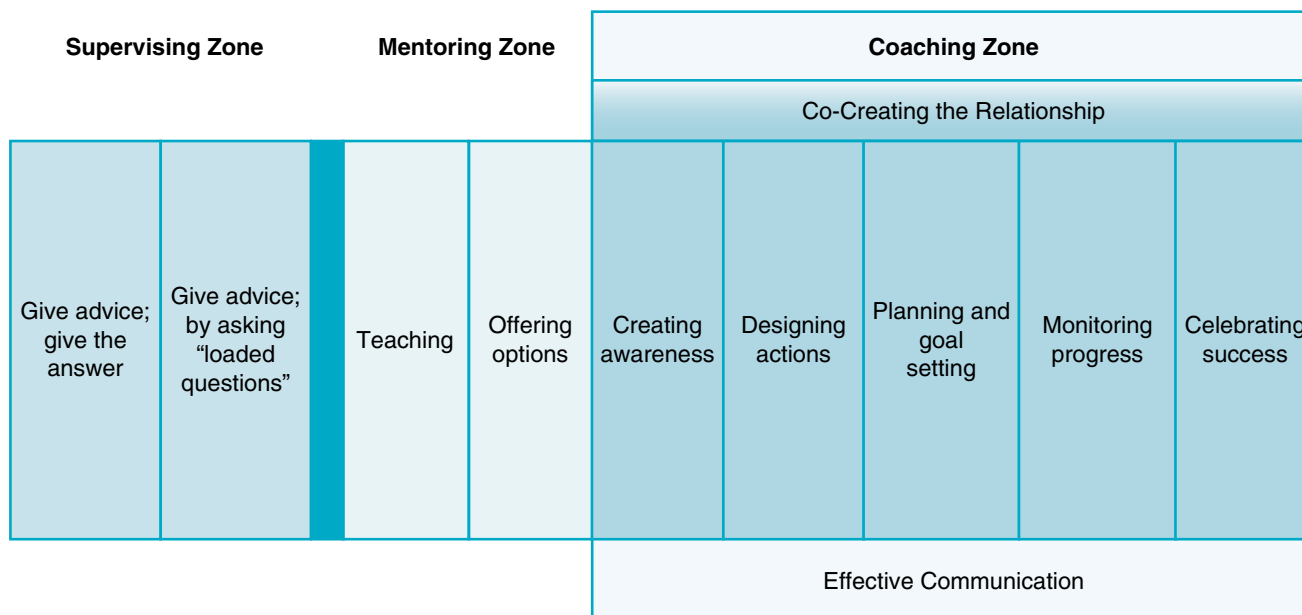 Supervising Zone
Mentoring Zone
Coaching Zone
Co-Creating the Relationship
Give advice;
give the
answer
Give advice;
by asking
“loaded
questions”
Teaching
Offering
options
Creating
awareness
Designing
actions
Planning and
goal
setting
Monitoring
progress
Celebrating
success
Effective Communication